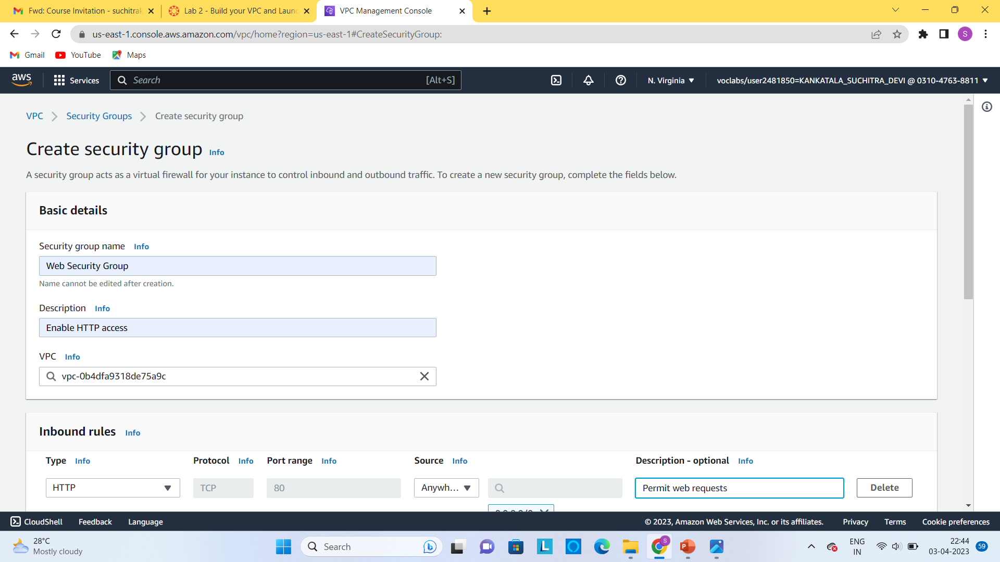 Fwd: Course Invitation - suchitrak
Lab 2 - Build your VPC and Launc
VPC Management Console
us-east-1.console.aws.amazon.com/vpc/home?region=us-east-1#CreateSecurityGroup:
S
Gmail
YouTube
Maps
aws
Services
Search
[Alt+S]
N. Virginia
voclabs/user2481850=KANKATALA_SUCHITRA_DEVI @ 0310-4763-8811
VPC
Security Groups
Create security group
Create security group Info
A security group acts as a virtual firewall for your instance to control inbound and outbound traffic. To create a new security group, complete the fields below.
Basic details
Security group name Info
Web Security Group
Name cannot be edited after creation.
Description Info
Enable HTTP access
VPC Info
vpc-0b4dfa9318de75a9c
Inbound rules Info
Type Info
Protocol Info
Port range Info
Source Info
Description - optional Info
HTTP
TCP
80
Anywh...
Permit web requests
Delete
CloudShell
Feedback
Language
© 2023, Amazon Web Services, Inc. or its affiliates.
Privacy
Terms
Cookie preferences
28°C
Mostly cloudy
Search
L
S
P
ENG
IN
22:44
03-04-2023
59